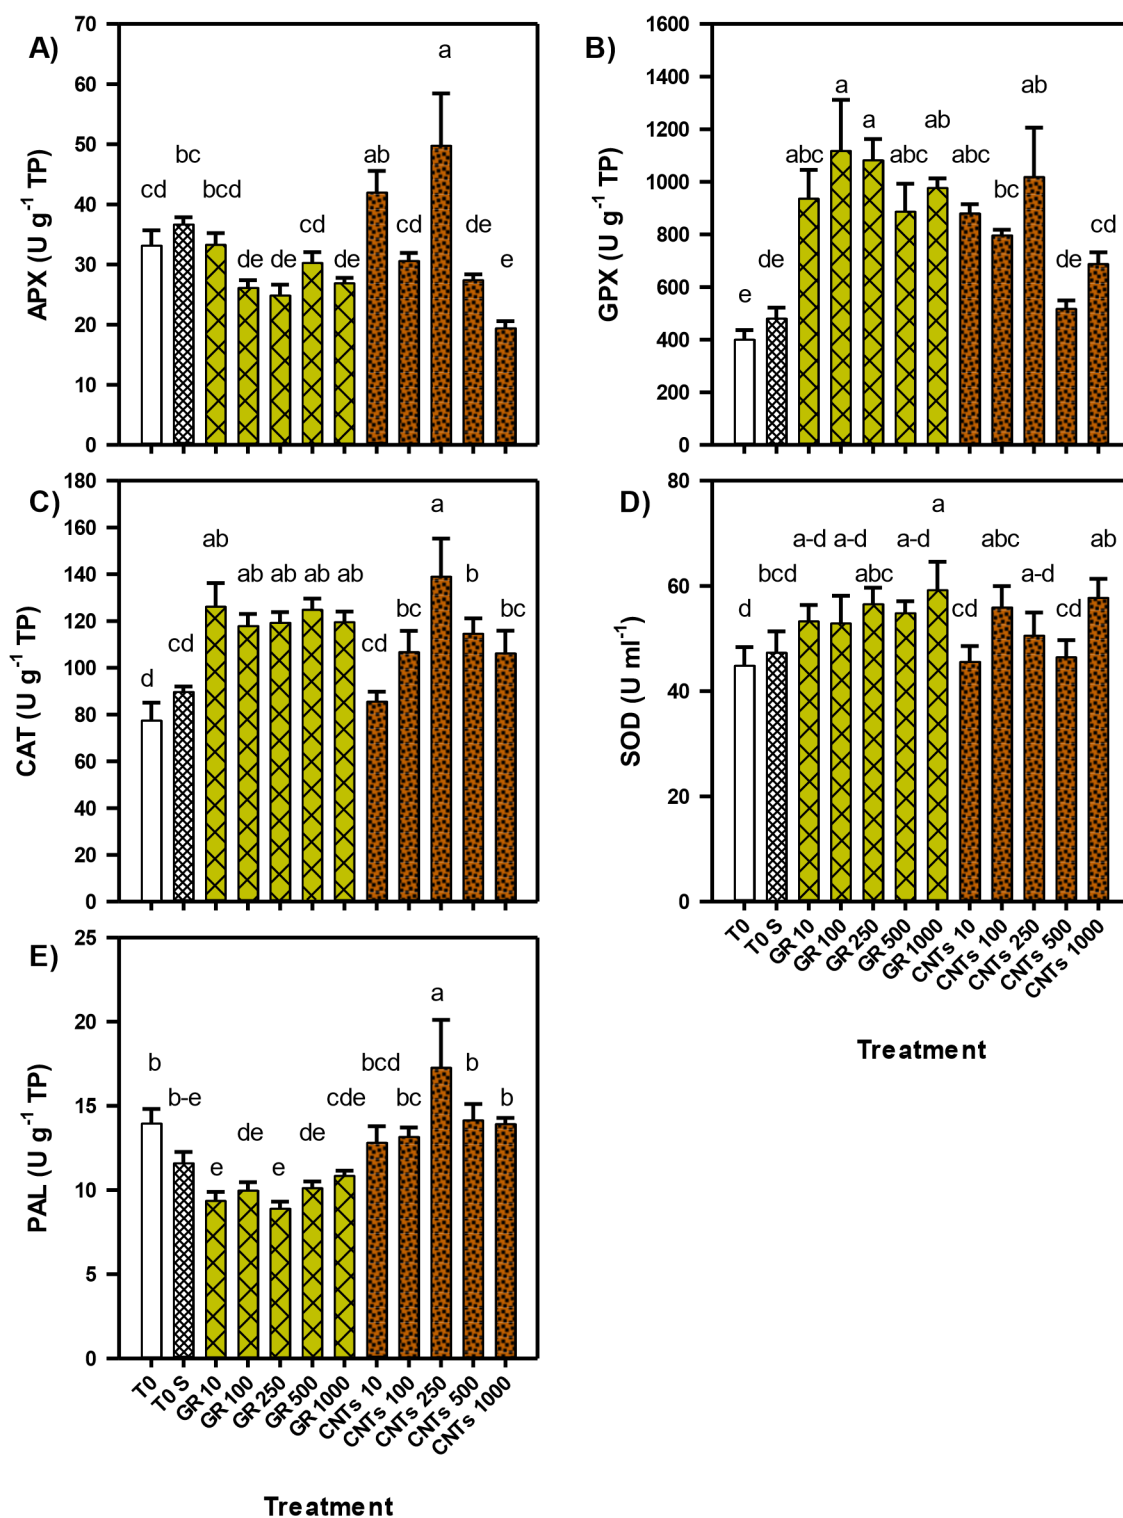 A)
APX (U g-1 TP)
70
60
50
40
30
20
10
0
cd
bc
bcd
de
de
cd
de
ab
cd
a
de
e
B)
GPX (U g-1 TP)
1600
1400
1200
1000
800
600
400
200
0
e
de
abc
a
a
abc
ab
abc
bc
ab
de
cd
C)
CAT (U g-1 TP)
180
160
140
120
100
80
60
40
20
0
d
cd
ab
ab
ab
ab
ab
cd
bc
a
b
bc
D)
SOD (U ml-1)
80
60
40
20
0
d
bcd
a-d
a-d
abc
a-d
a
cd
abc
a-d
cd
ab
T0
T0 S
GR 10
GR 100
GR 250
GR 500
GR 1000
CNTs 10
CNTs 100
CNTs 250
CNTs 500
CNTs 1000
Treatment
E)
PAL (U g-1 TP)
25
20
15
10
5
0
b
b-e
e
de
e
de
cde
bcd
bc
a
b
b
T0
T0 S
GR 10
GR 100
GR 250
GR 500
GR 1000
CNTs 10
CNTs 100
CNTs 250
CNTs 500
CNTs 1000
Treatment